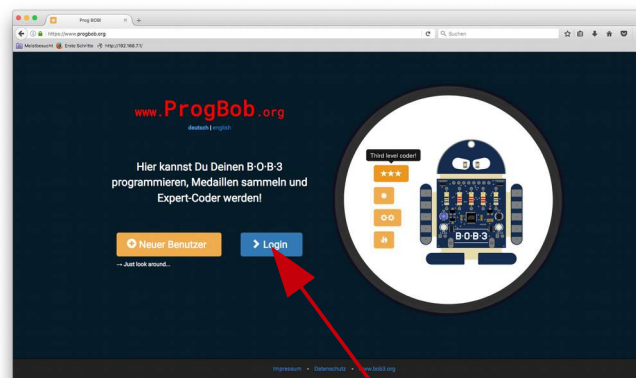 Prog BOB!
https://www.progbob.org
Suchen
Meistbesucht Erste Schritte http://192.168.7.1/
www.ProgBob.org
deutsch | english
Hier kannst Du Deinen B·O·B·3
programmieren, Medaillen sammeln und
Expert-Coder werden!
Neuer Benutzer
Login
→ Just look around...
Third level coder!
B·O·B·3
Impressum • Datenschutz • www.bob3.org